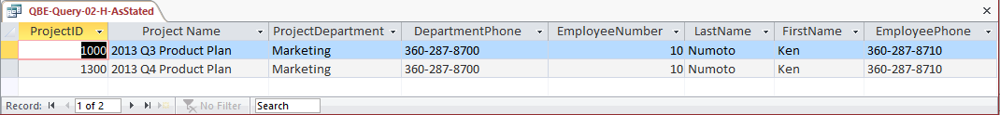 QBE-Query-02-H-AsStated
ProjectID Project Name ProjectDepartment DepartmentPhone EmployeeNumber LastName FirstName EmployeePhone
1000 2013 Q3 Product Plan Marketing 360-287-8700 10 Numoto Ken 360-287-8710
1300 2013 Q4 Product Plan Marketing 360-287-8700 10 Numoto Ken 360-287-8710
Record: 1 of 2 No Filter Search